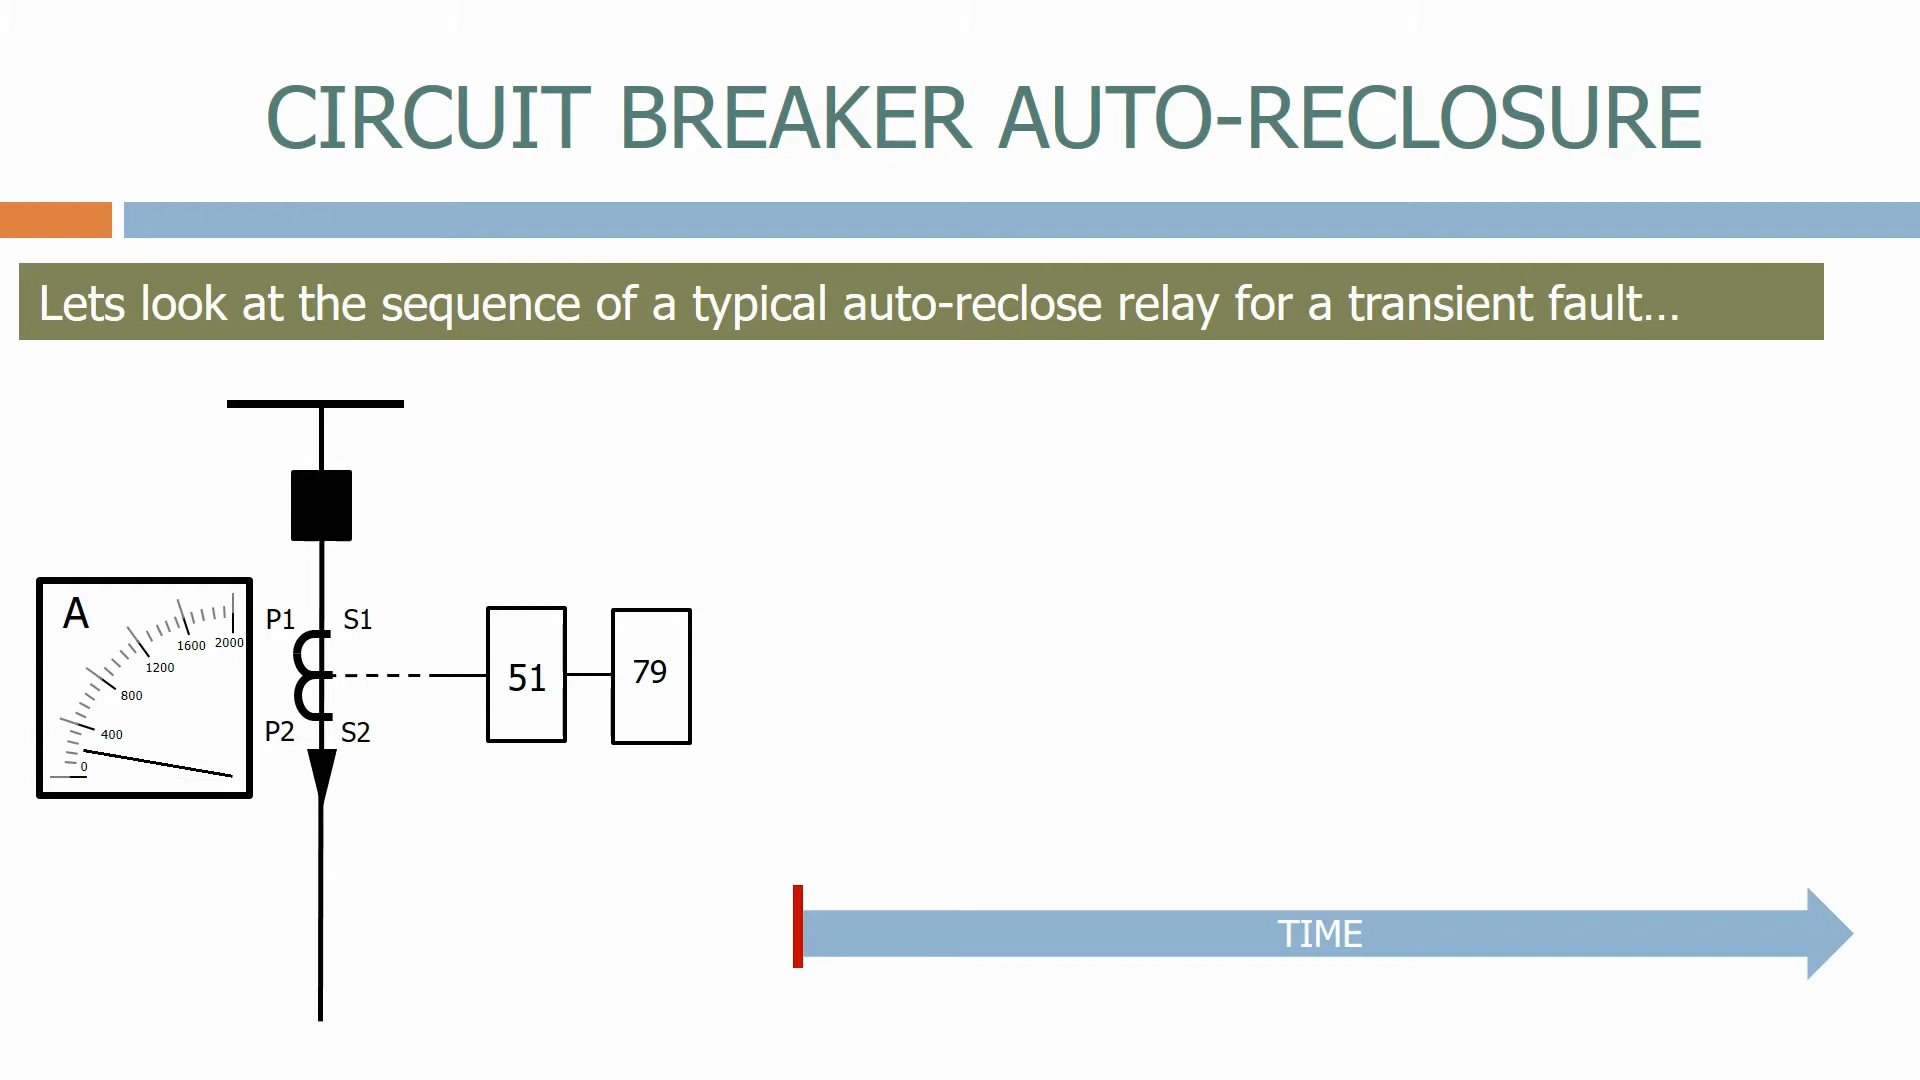 CIRCUIT BREAKER AUTO-RECLOSURE
Lets look at the sequence of a typical auto-reclose relay for a transient fault...
A
0
400
800
1200
1600
2000
P1
S1
P2
S2
51
79
TIME